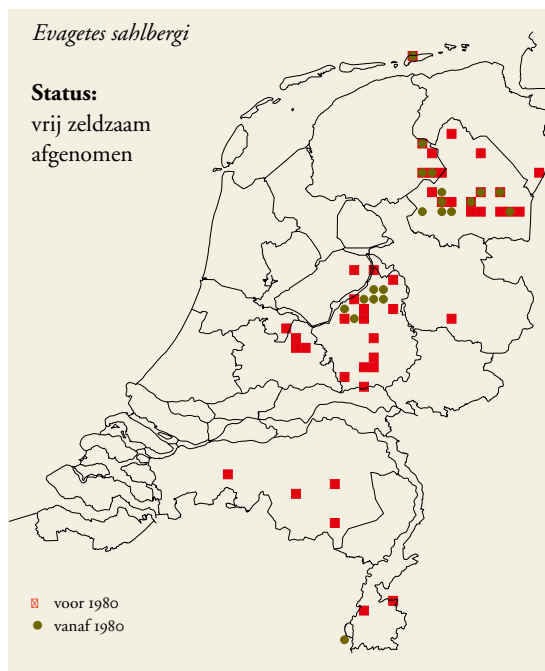 Evagetes sahlbergi
Status:
vrij zeldzaam
afgenomen
voor 1980
vanaf 1980